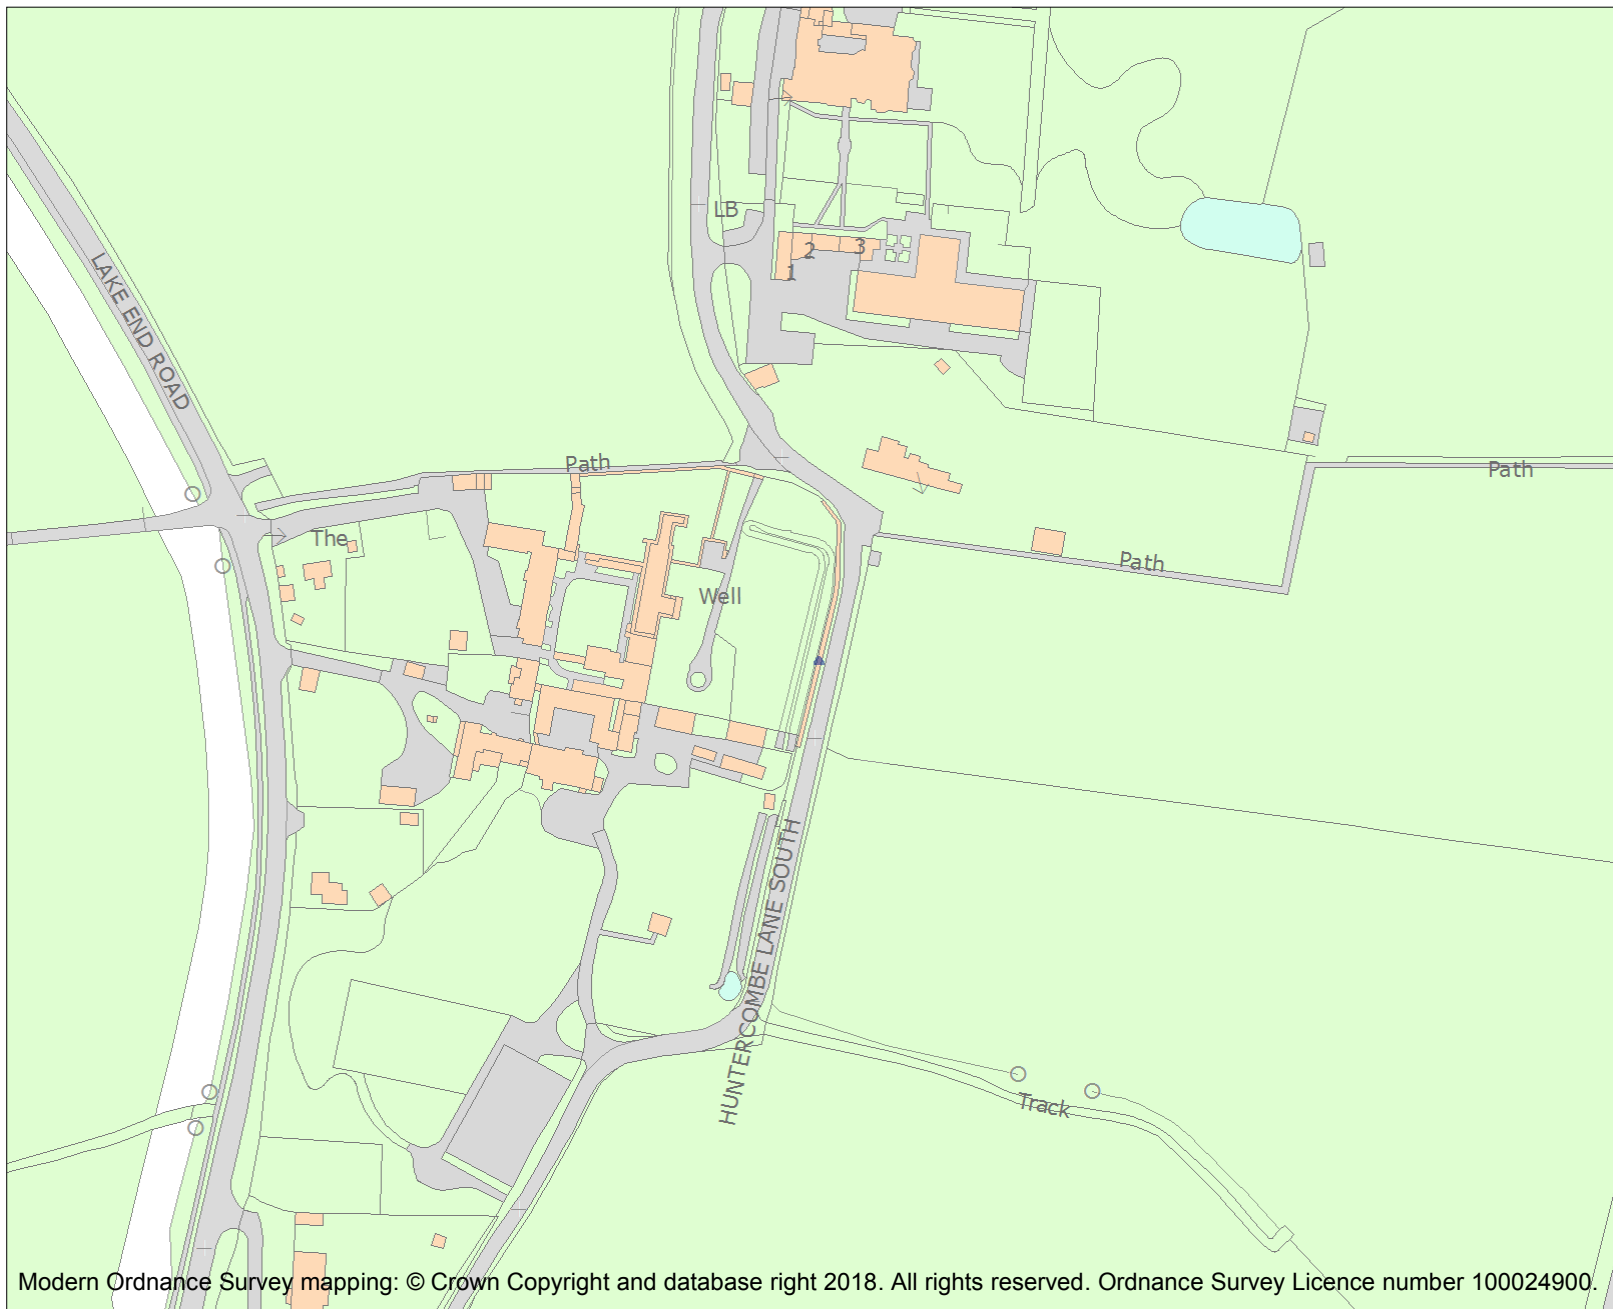 LB
2
3
1
LAKE END ROAD
Path
Path
The
Path
Well
HUNTERCOMBE LANE SOUTH
Track
Modern Ordnance Survey mapping: © Crown Copyright and database right 2018. All rights reserved. Ordnance Survey Licence number 100024900.